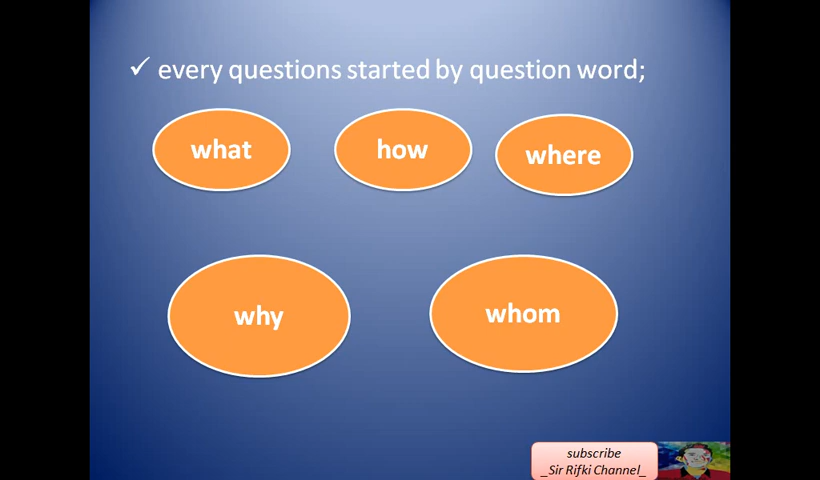 ✓ every questions started by question word;
what how where
why whom
subscribe
_Sir Rifki Channel_